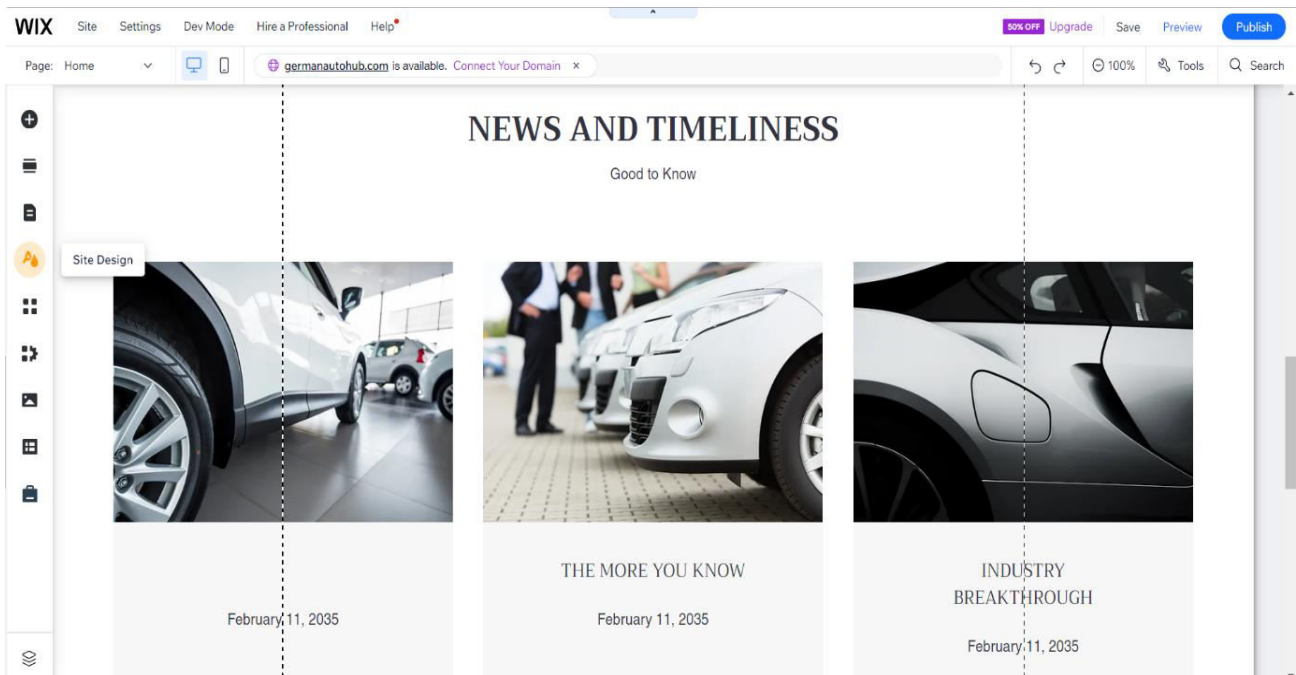 WIX Site Settings Dev Mode Hire a Professional Help 50% OFF Upgrade Save Preview Publish
Page: Home germanautohub.com is available. Connect Your Domain × 100% Tools Search
NEWS AND TIMELINESS
Good to Know
Site Design
THE MORE YOU KNOW
INDUSTRY
BREAKTHROUGH
February 11, 2035
February 11, 2035
February 11, 2035